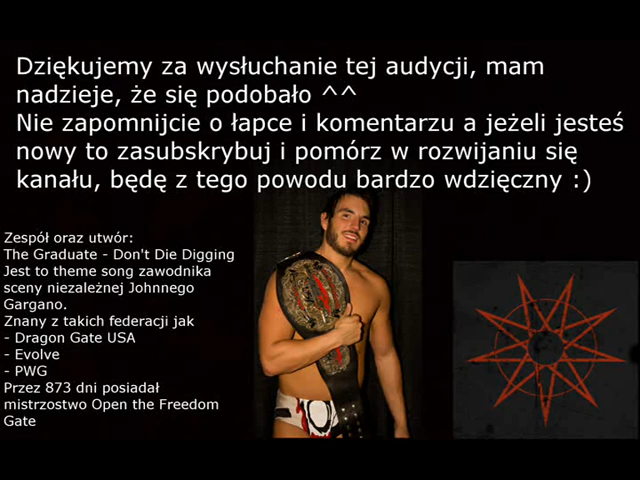 Dziękujemy za wysłuchanie tej audycji, mam
nadzieje, że się podobało ^^
Nie zapomnijcie o łapce i komentarzu a jeżeli jesteś
nowy to zasubskrybuj i pomórz w rozwijaniu się
kanału, będę z tego powodu bardzo wdzięczny :)
Zespół oraz utwór:
The Graduate - Don't Die Digging
Jest to theme song zawodnika
sceny niezależnej Johnnego
Gargano.
Znany z takich federacji jak
- Dragon Gate USA
- Evolve
- PWG
Przez 873 dni posiadał
mistrzostwo Open the Freedom
Gate